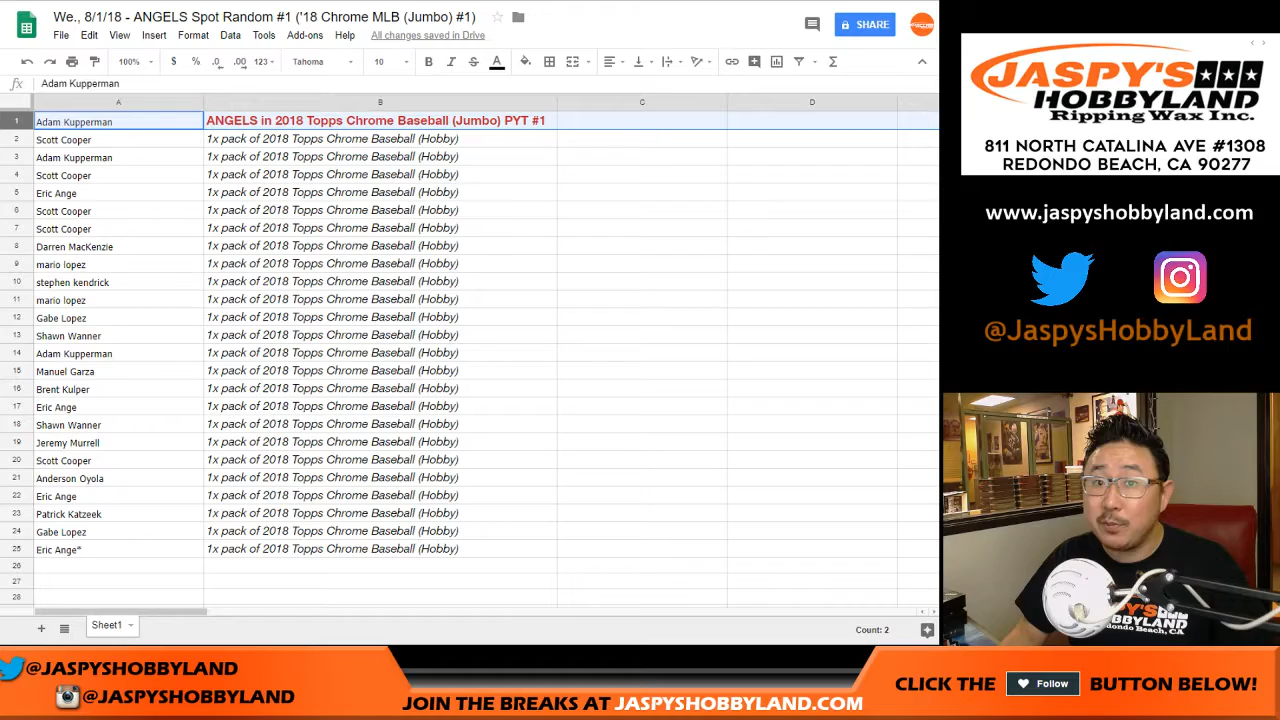 We., 8/1/18 - ANGELS Spot Random #1 ('18 Chrome MLB (Jumbo) #1)
File Edit View Insert Format Data Tools Add-ons Help All changes saved in Drive
SHARE
100% $ % .0 .00 123 Tahoma 10 B I S A
fx Adam Kupperman
A B C D
1 Adam Kupperman ANGELS in 2018 Topps Chrome Baseball (Jumbo) PYT #1
2 Scott Cooper 1x pack of 2018 Topps Chrome Baseball (Hobby)
3 Adam Kupperman 1x pack of 2018 Topps Chrome Baseball (Hobby)
4 Scott Cooper 1x pack of 2018 Topps Chrome Baseball (Hobby)
5 Eric Ange 1x pack of 2018 Topps Chrome Baseball (Hobby)
6 Scott Cooper 1x pack of 2018 Topps Chrome Baseball (Hobby)
7 Scott Cooper 1x pack of 2018 Topps Chrome Baseball (Hobby)
8 Darren MacKenzie 1x pack of 2018 Topps Chrome Baseball (Hobby)
9 mario lopez 1x pack of 2018 Topps Chrome Baseball (Hobby)
10 stephen kendrick 1x pack of 2018 Topps Chrome Baseball (Hobby)
11 mario lopez 1x pack of 2018 Topps Chrome Baseball (Hobby)
12 Gabe Lopez 1x pack of 2018 Topps Chrome Baseball (Hobby)
13 Shawn Wanner 1x pack of 2018 Topps Chrome Baseball (Hobby)
14 Adam Kupperman 1x pack of 2018 Topps Chrome Baseball (Hobby)
15 Manuel Garza 1x pack of 2018 Topps Chrome Baseball (Hobby)
16 Brent Kulper 1x pack of 2018 Topps Chrome Baseball (Hobby)
17 Eric Ange 1x pack of 2018 Topps Chrome Baseball (Hobby)
18 Shawn Wanner 1x pack of 2018 Topps Chrome Baseball (Hobby)
19 Jeremy Murrell 1x pack of 2018 Topps Chrome Baseball (Hobby)
20 Scott Cooper 1x pack of 2018 Topps Chrome Baseball (Hobby)
21 Anderson Oyola 1x pack of 2018 Topps Chrome Baseball (Hobby)
22 Eric Ange 1x pack of 2018 Topps Chrome Baseball (Hobby)
23 Patrick Katzeek 1x pack of 2018 Topps Chrome Baseball (Hobby)
24 Gabe Lopez 1x pack of 2018 Topps Chrome Baseball (Hobby)
25 Eric Ange* 1x pack of 2018 Topps Chrome Baseball (Hobby)
26
27
28
Sheet1
Count: 2
JASPY'S
HOBBYLAND
Ripping Wax Inc.
811 NORTH CATALINA AVE #1308
REDONDO BEACH, CA 90277
www.jaspyshobbyland.com
@JaspysHobbyLand
JASPY'S
HOBBYLAND
Redondo Beach, CA
@JASPYSHOBBYLAND
@JASPYSHOBBYLAND
JOIN THE BREAKS AT JASPYSHOBBYLAND.COM
CLICK THE Follow BUTTON BELOW!